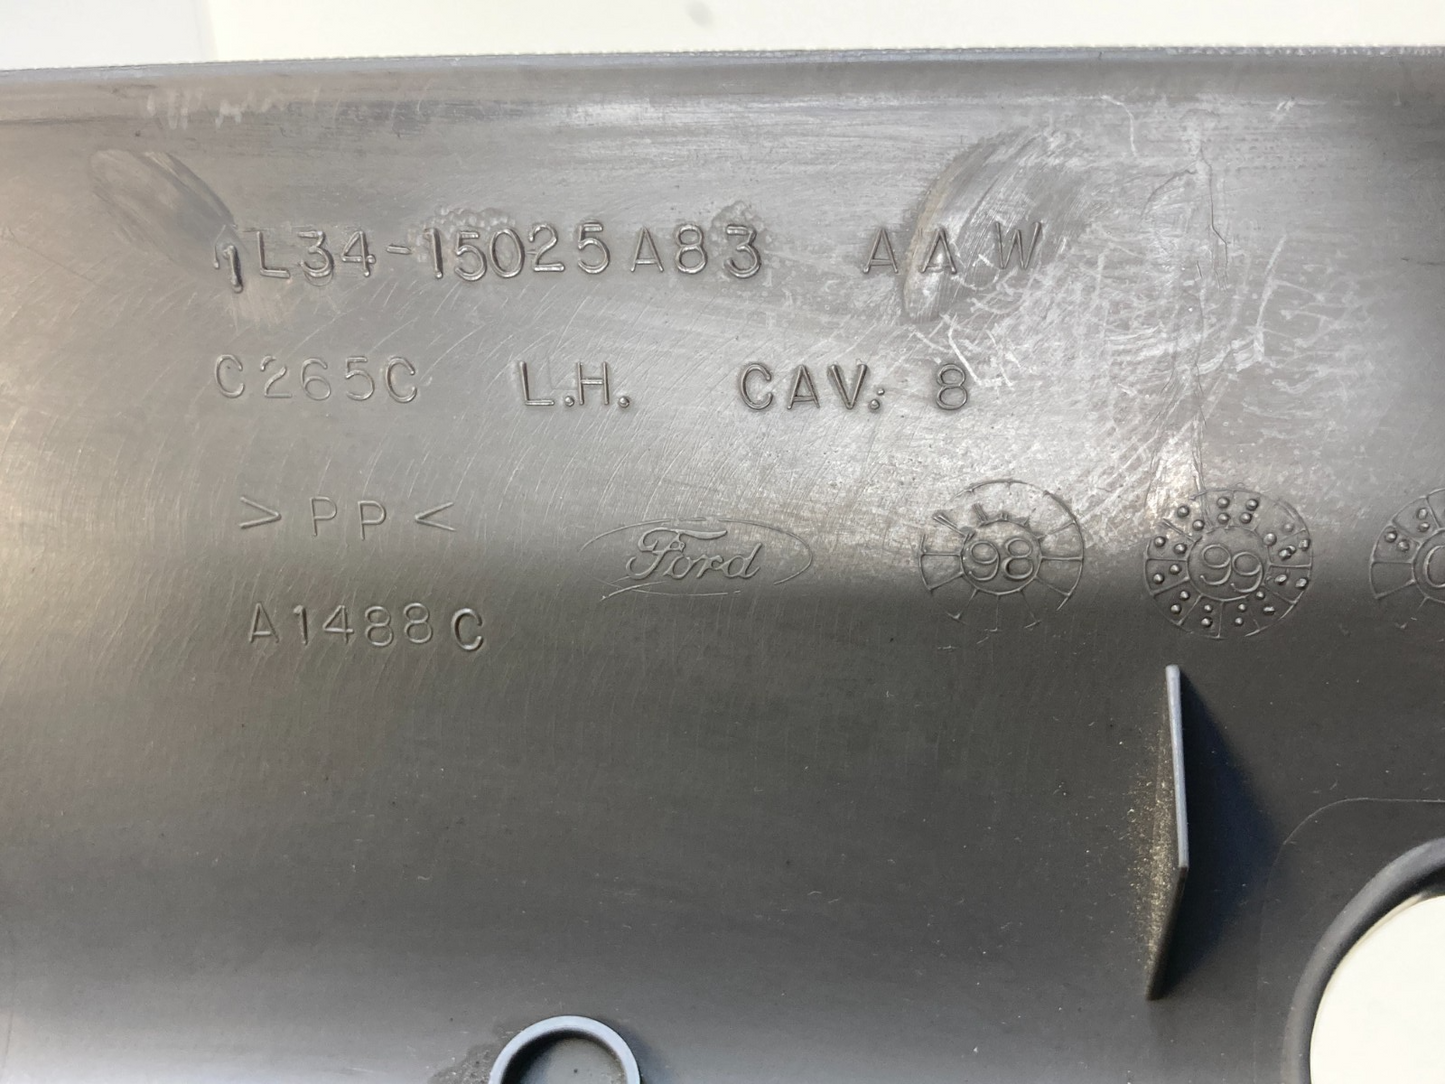 1L34-15025A83 AAW
C265C L.H. CAV: 8
>PP<
Ford 98 99
A1488C